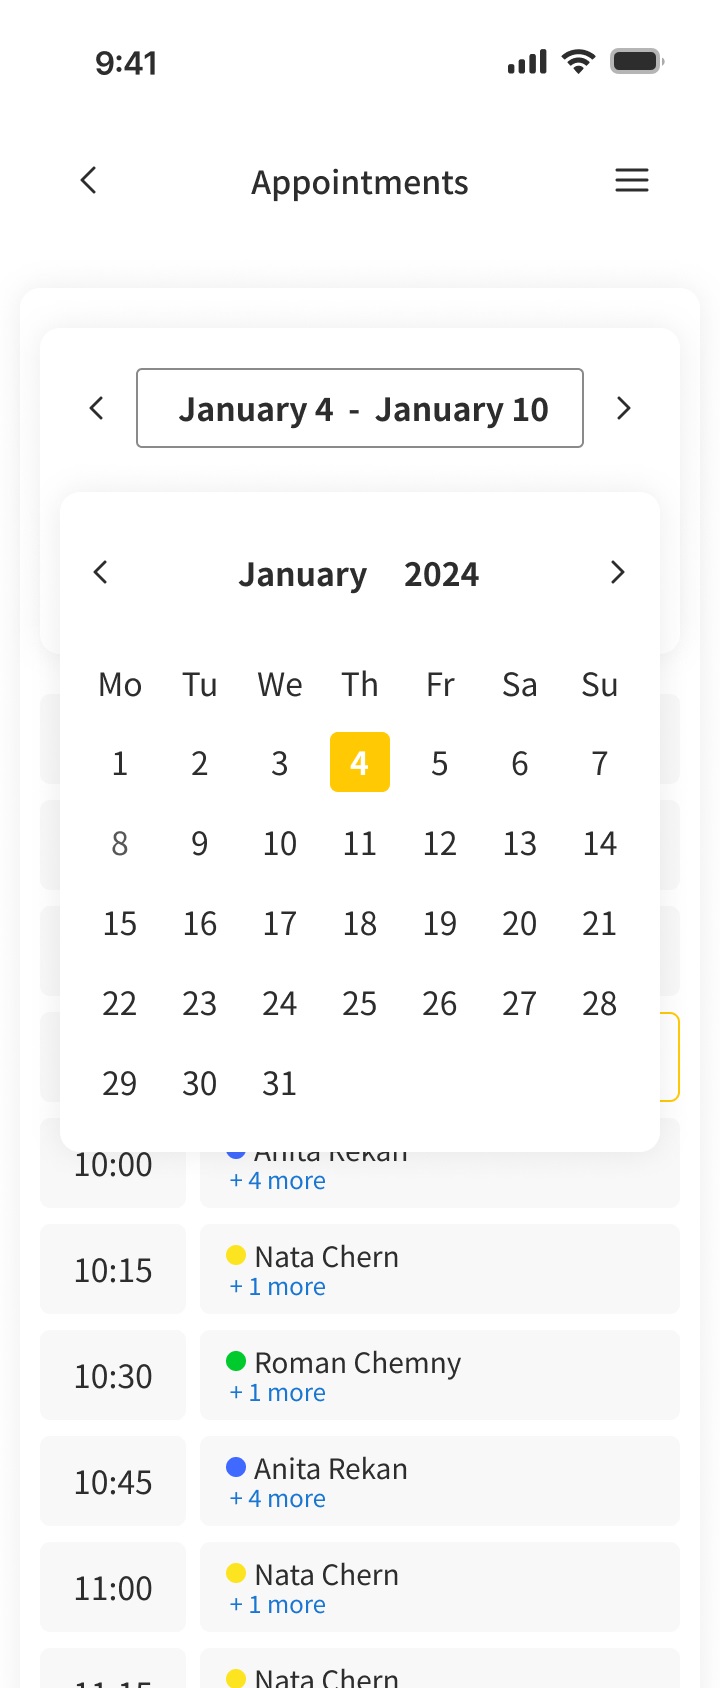 9:41
Appointments
January 4 - January 10
January 2024
Mo Tu We Th Fr Sa Su
1 2 3 4 5 6 7
8 9 10 11 12 13 14
15 16 17 18 19 20 21
22 23 24 25 26 27 28
29 30 31
10:00 Anita Rekan
+ 4 more
10:15 Nata Chern
+ 1 more
10:30 Roman Chemny
+ 1 more
10:45 Anita Rekan
+ 4 more
11:00 Nata Chern
+ 1 more
11:15 Nata Chern